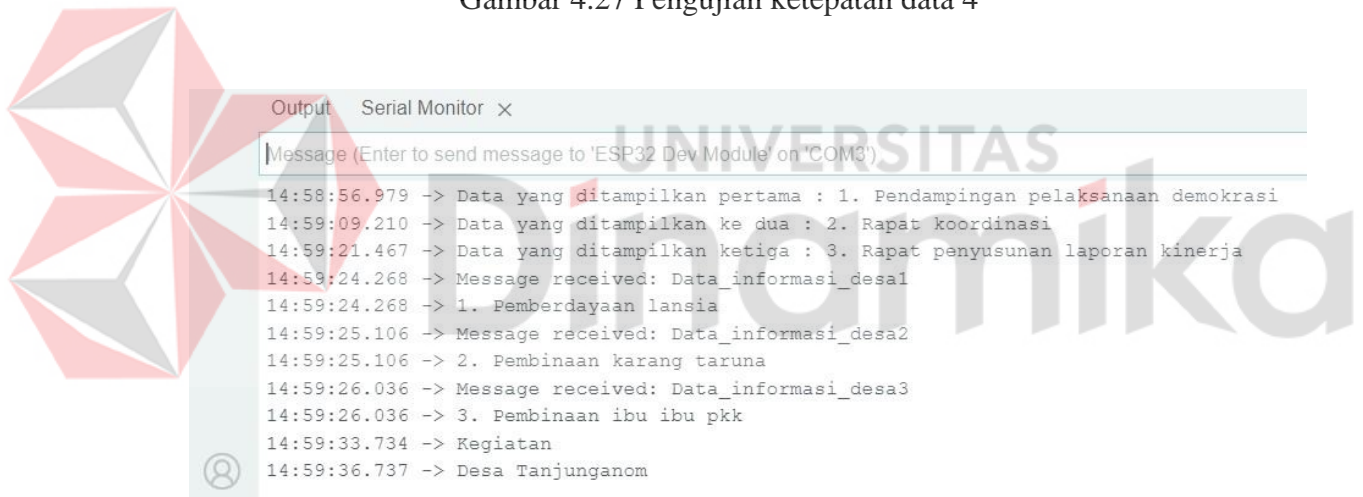 Gambar 4.27 Pengujian ketepatan data 4
Output Serial Monitor ×
UNIVERSITAS
Dinamika
Message (Enter to send message to 'ESP32 Dev Module' on 'COM3')
14:58:56.979 -> Data yang ditampilkan pertama : 1. Pendampingan pelaksanaan demokrasi
14:59:09.210 -> Data yang ditampilkan ke dua : 2. Rapat koordinasi
14:59:21.467 -> Data yang ditampilkan ketiga : 3. Rapat penyusunan laporan kinerja
14:59:24.268 -> Message received: Data_informasi_desa1
14:59:24.268 -> 1. Pemberdayaan lansia
14:59:25.106 -> Message received: Data_informasi_desa2
14:59:25.106 -> 2. Pembinaan karang taruna
14:59:26.036 -> Message received: Data_informasi_desa3
14:59:26.036 -> 3. Pembinaan ibu ibu pkk
14:59:33.734 -> Kegiatan
14:59:36.737 -> Desa Tanjunganom